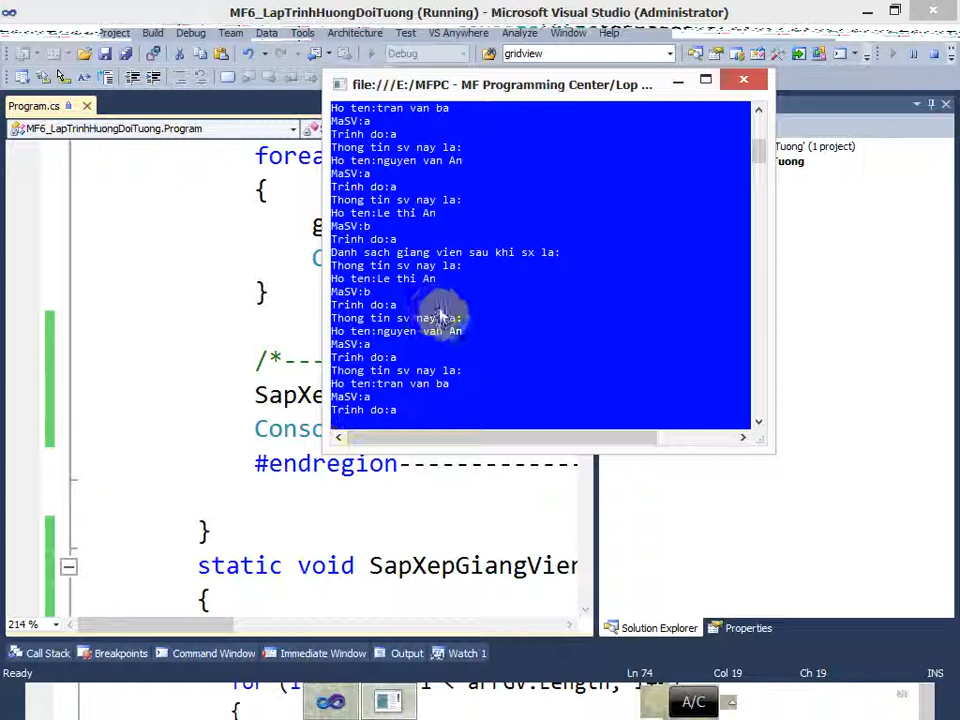 MF6_LapTrinhHuongDoiTuong (Running) - Microsoft Visual Studio (Administrator)
Project Build Debug Team Data Tools Architecture Test VS Anywhere Analyze Window Help
Debug gridview
Program.cs
MF6_LapTrinhHuongDoiTuong.Program
Tuong' (1 project)
Tuong
file:///E:/MFPC - MF Programming Center/Lop ...
Ho ten:tran van ba
MaSV:a
Trinh do:a
Thong tin sv nay la:
Ho ten:nguyen van An
MaSV:a
Trinh do:a
Thong tin sv nay la:
Ho ten:Le thi An
MaSV:b
Trinh do:a
Danh sach giang vien sau khi sx la:
Thong tin sv nay la:
Ho ten:Le thi An
MaSV:b
Trinh do:a
Thong tin sv nay la:
Ho ten:nguyen van An
MaSV:a
Trinh do:a
Thong tin sv nay la:
Ho ten:tran van ba
MaSV:a
Trinh do:a
forea
{
g
C
}
/*---
SapXe
Conso
#endregion-------------
}
static void SapXepGiangVien
{
214 %
Solution Explorer Properties
Call Stack Breakpoints Command Window Immediate Window Output Watch 1
Ready Ln 74 Col 19 Ch 19 INS
for (i < arrGV.Length; i++
{
A/C